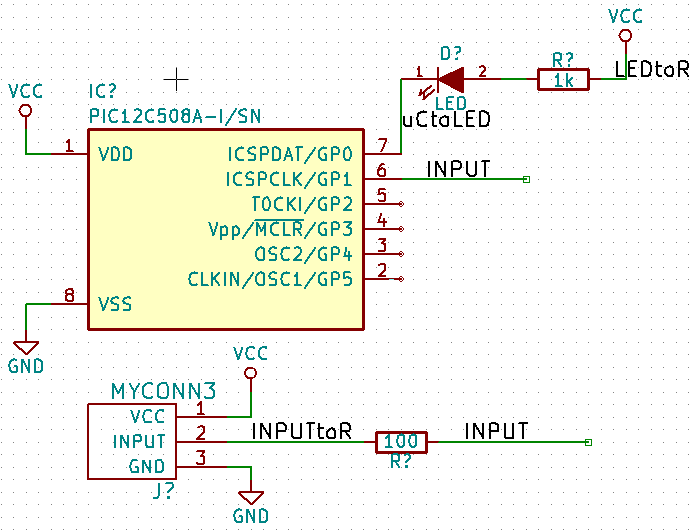 VCC
D?
R?
1
2
1k
LEDtoR
LED
uCtoLED
VCC
IC?
PIC12C508A-I/SN
1
VDD
ICSPDAT/GP0
7
ICSPCLK/GP1
6
INPUT
T0CKI/GP2
5
Vpp/MCLR/GP3
4
OSC2/GP4
3
CLKIN/OSC1/GP5
2
8
VSS
GND
VCC
MYCONN3
VCC
1
INPUT
2
INPUTtoR
100
INPUT
GND
3
R?
J?
GND